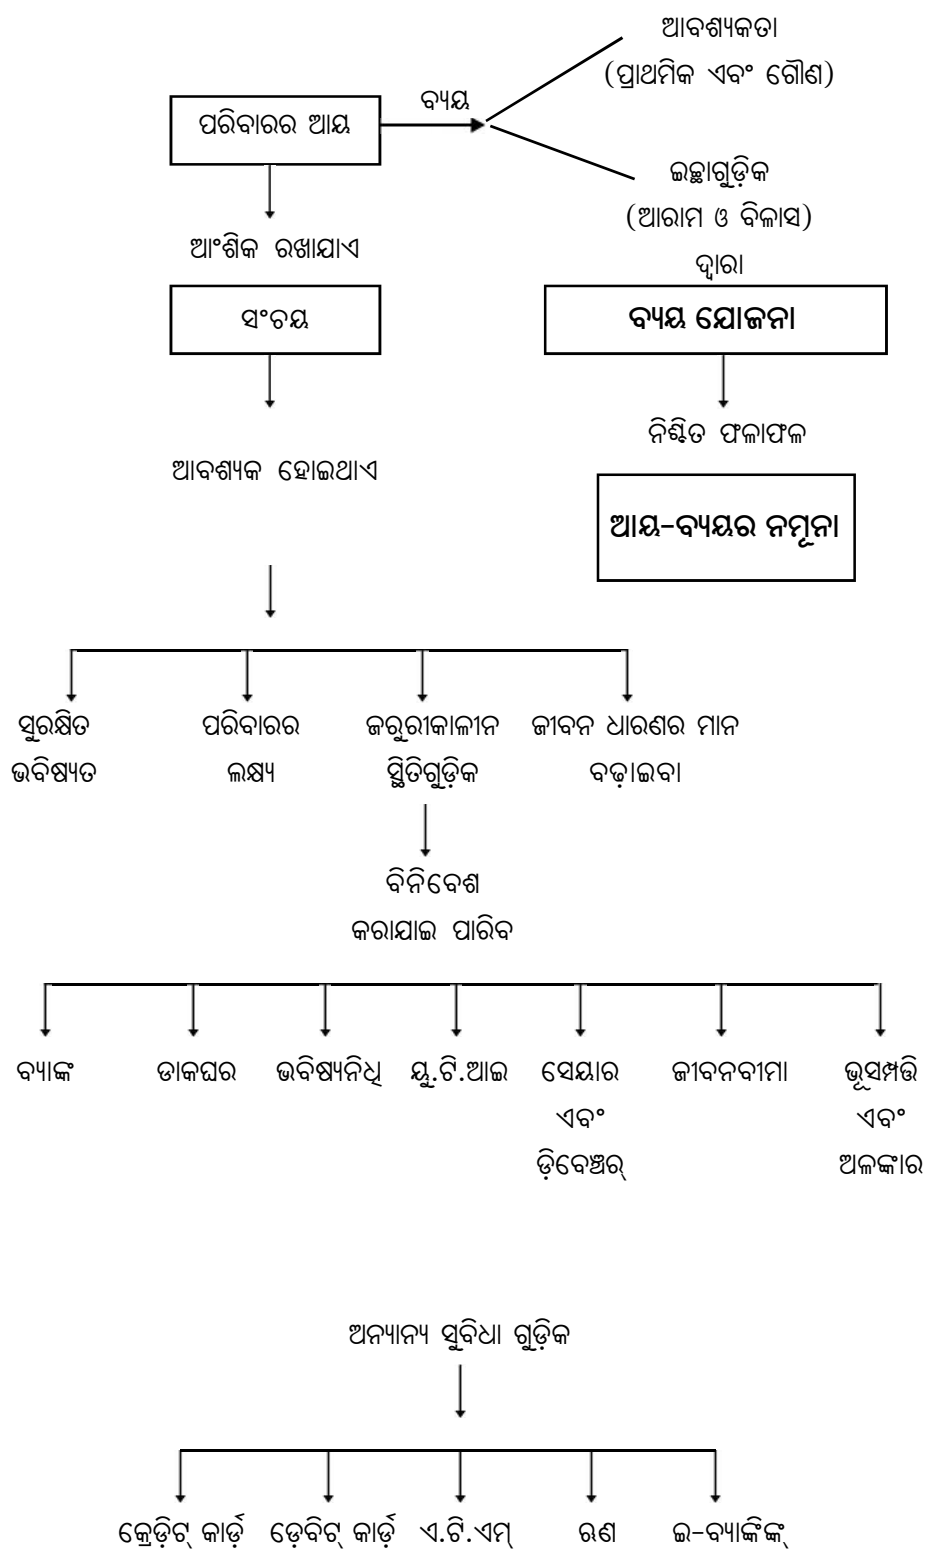 ଆବଶ୍ୟକତା
(ପ୍ରାଥମିକ ଏବଂ ଗୌଣ)
ବ୍ୟୟ
ପରିବାରର ଆୟ
ଇଚ୍ଛାଗୁଡ଼ିକ
(ଆରାମ ଓ ବିଳାସ)
ଦ୍ୱାରା
ଆଂଶିକ ରଖାଯାଏ
ସଂଚୟ
ବ୍ୟୟ ଯୋଜନା
ନିଶ୍ଚିତ ଫଳାଫଳ
ଆବଶ୍ୟକ ହୋଇଥାଏ
ଆୟ-ବ୍ୟୟର ନମୂନା
ସୁରକ୍ଷିତ ପରିବାରର ଜରୁରୀକାଳୀନ ଜୀବନ ଧାରଣର ମାନ
ଭବିଷ୍ୟତ ଲକ୍ଷ୍ୟ ସ୍ଥିତିଗୁଡ଼ିକ ବଢ଼ାଇବା
ବିନିବେଶ
କରାଯାଇ ପାରିବ
ବ୍ୟାଙ୍କ ଡାକଘର ଭବିଷ୍ୟନିଧି ୟୁ.ଟି.ଆଇ ସେୟାର ଜୀବନବୀମା ଭୂସମ୍ପତ୍ତି
ଏବଂ ଏବଂ
ଡ଼ିବେଞ୍ଚର୍ ଅଳଙ୍କାର
ଅନ୍ୟାନ୍ୟ ସୁବିଧା ଗୁଡ଼ିକ
କ୍ରେଡ଼ିଟ୍ କାର୍ଡ଼ ଡ଼େବିଟ୍ କାର୍ଡ଼ ଏ.ଟି.ଏମ୍ ଋଣ ଇ-ବ୍ୟାଙ୍କିଙ୍କ୍